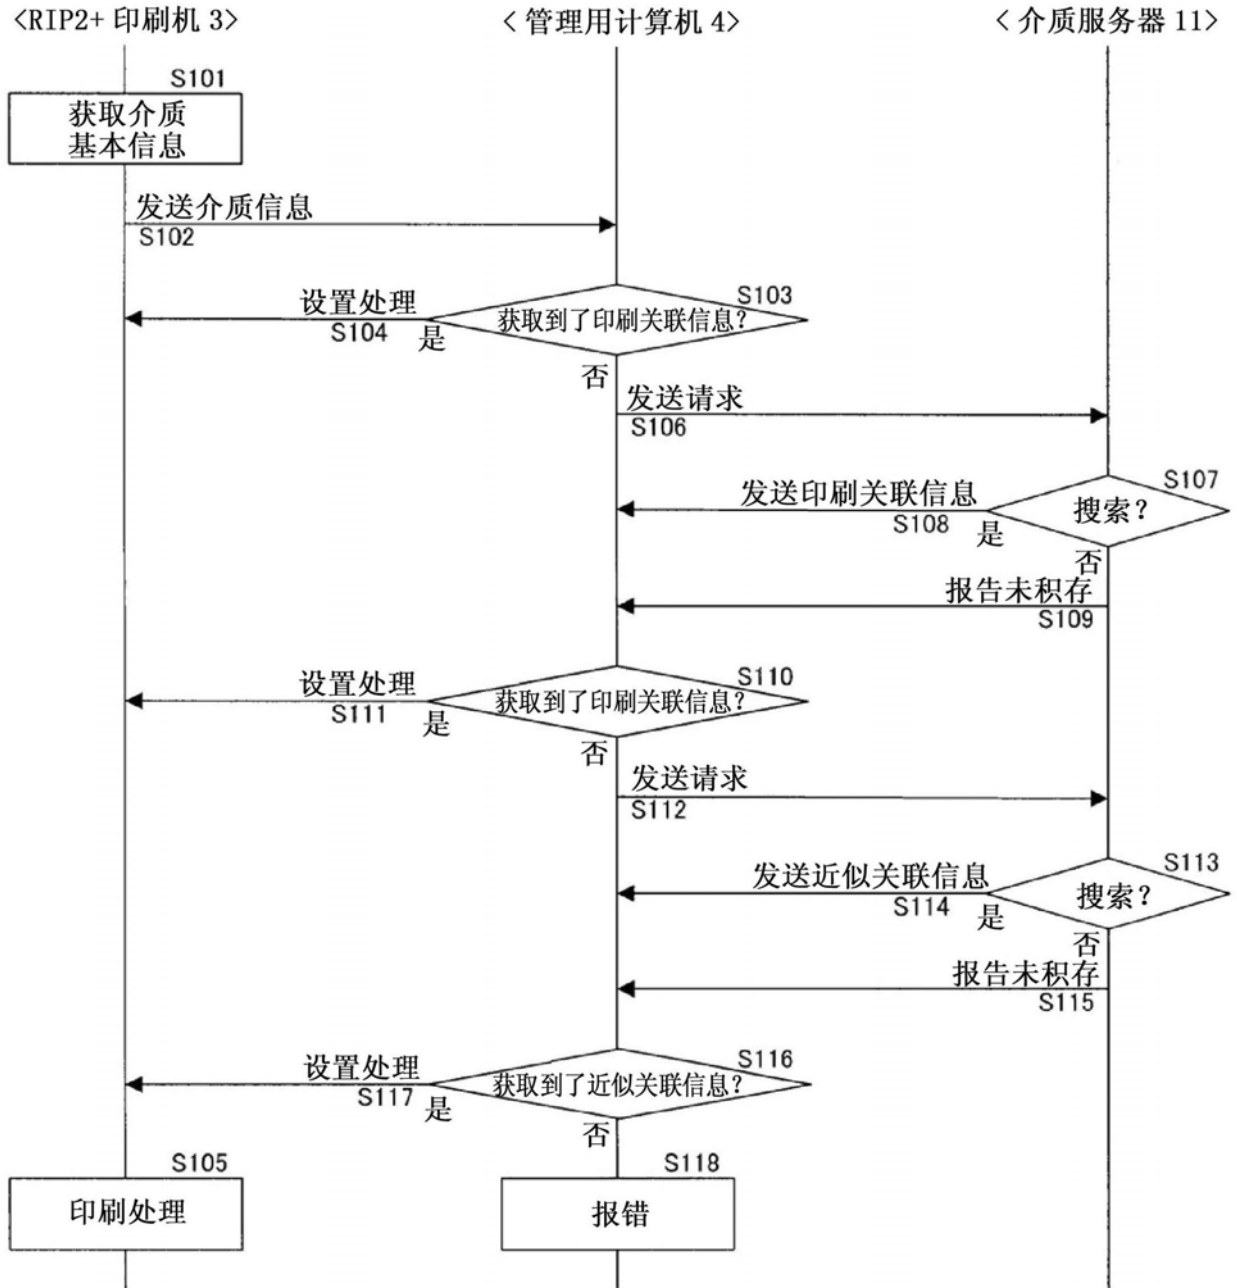 <RIP2+ 印刷机 3>
< 管理用计算机 4>
< 介质服务器 11>
S101
获取介质
基本信息
发送介质信息
S102
S103
设置处理
获取到了印刷关联信息?
S104
是
否
发送请求
S106
S107
发送印刷关联信息
搜索?
S108
是
否
报告未积存
S109
S110
设置处理
获取到了印刷关联信息?
S111
是
否
发送请求
S112
S113
发送近似关联信息
搜索?
S114
是
否
报告未积存
S115
S116
设置处理
获取到了近似关联信息?
S117
是
否
S105
S118
印刷处理
报错